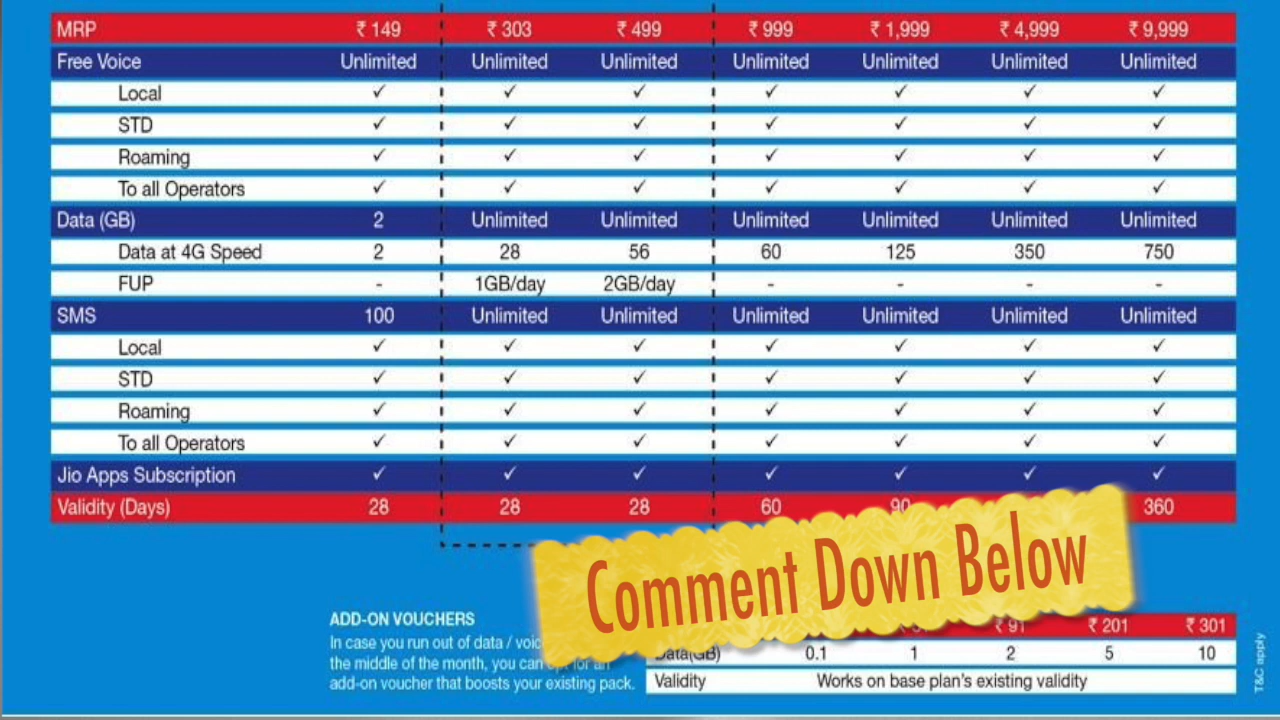 MRP ₹ 149 ₹ 303 ₹ 499 ₹ 999 ₹ 1,999 ₹ 4,999 ₹ 9,999
Free Voice Unlimited Unlimited Unlimited Unlimited Unlimited Unlimited Unlimited
Local ✓ ✓ ✓ ✓ ✓ ✓ ✓
STD ✓ ✓ ✓ ✓ ✓ ✓ ✓
Roaming ✓ ✓ ✓ ✓ ✓ ✓ ✓
To all Operators ✓ ✓ ✓ ✓ ✓ ✓ ✓
Data (GB) 2 Unlimited Unlimited Unlimited Unlimited Unlimited Unlimited
Data at 4G Speed 2 28 56 60 125 350 750
FUP - 1GB/day 2GB/day - - - -
SMS 100 Unlimited Unlimited Unlimited Unlimited Unlimited Unlimited
Local ✓ ✓ ✓ ✓ ✓ ✓ ✓
STD ✓ ✓ ✓ ✓ ✓ ✓ ✓
Roaming ✓ ✓ ✓ ✓ ✓ ✓ ✓
To all Operators ✓ ✓ ✓ ✓ ✓ ✓ ✓
Jio Apps Subscription ✓ ✓ ✓ ✓ ✓ ✓ ✓
Validity (Days) 28 28 28 60 90 360
Comment Down Below
ADD-ON VOUCHERS
In case you run out of data /
the middle of the month, you can for an
add-on voucher that boosts your existing pack.
₹ 91 ₹ 201 ₹ 301
Data(GB) 0.1 1 2 5 10
Validity Works on base plan's existing validity
T&C apply